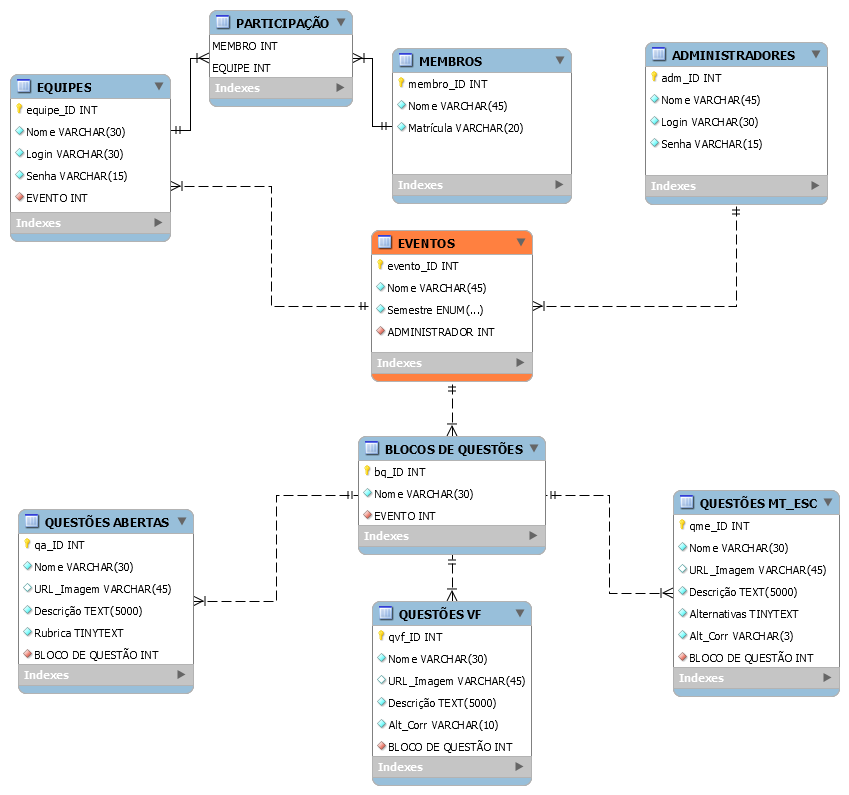 PARTICIPAÇÃO
MEMBRO INT
EQUIPE INT
Indexes
EQUIPES
equipe_ID INT
Nome VARCHAR(30)
Login VARCHAR(30)
Senha VARCHAR(15)
EVENTO INT
Indexes
MEMBROS
membro_ID INT
Nome VARCHAR(45)
Matrícula VARCHAR(20)
Indexes
ADMINISTRADORES
adm_ID INT
Nome VARCHAR(45)
Login VARCHAR(30)
Senha VARCHAR(15)
Indexes
EVENTOS
evento_ID INT
Nome VARCHAR(45)
Semestre ENUM(...)
ADMINISTRADOR INT
Indexes
BLOCOS DE QUESTÕES
bq_ID INT
Nome VARCHAR(30)
EVENTO INT
Indexes
QUESTÕES ABERTAS
qa_ID INT
Nome VARCHAR(30)
URL_Imagem VARCHAR(45)
Descrição TEXT(5000)
Rubrica TINYTEXT
BLOCO DE QUESTÃO INT
Indexes
QUESTÕES VF
qvf_ID INT
Nome VARCHAR(30)
URL_Imagem VARCHAR(45)
Descrição TEXT(5000)
Alt_Corr VARCHAR(10)
BLOCO DE QUESTÃO INT
Indexes
QUESTÕES MT_ESC
qme_ID INT
Nome VARCHAR(30)
URL_Imagem VARCHAR(45)
Descrição TEXT(5000)
Alternativas TINYTEXT
Alt_Corr VARCHAR(3)
BLOCO DE QUESTÃO INT
Indexes